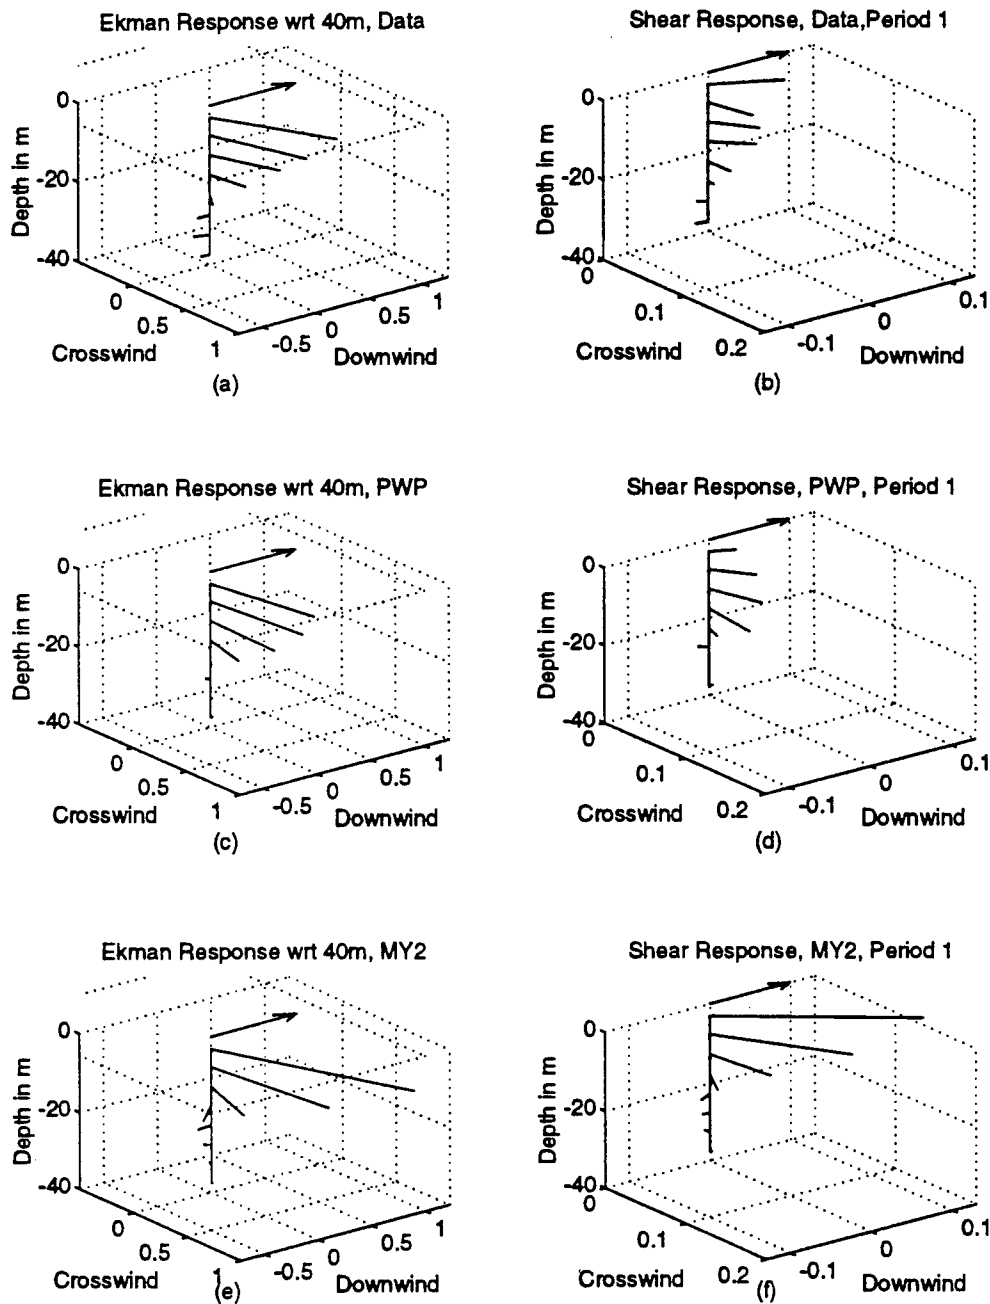 Ekman Response wrt 40m, Data
0
-20
-40
Depth in m
0
0.5
1
Crosswind
-0.5
0
0.5
1
Downwind
(a)
Shear Response, Data,Period 1
0
-20
-40
Depth in m
0
0.1
0.2
Crosswind
-0.1
0
0.1
Downwind
(b)
Ekman Response wrt 40m, PWP
0
-20
-40
Depth in m
0
0.5
1
Crosswind
-0.5
0
0.5
1
Downwind
(c)
Shear Response, PWP, Period 1
0
-20
-40
Depth in m
0
0.1
0.2
Crosswind
-0.1
0
0.1
Downwind
(d)
Ekman Response wrt 40m, MY2
0
-20
-40
Depth in m
0
0.5
1
Crosswind
-0.5
0
0.5
1
Downwind
(e)
Shear Response, MY2, Period 1
0
-20
-40
Depth in m
0
0.1
0.2
Crosswind
-0.1
0
0.1
Downwind
(f)